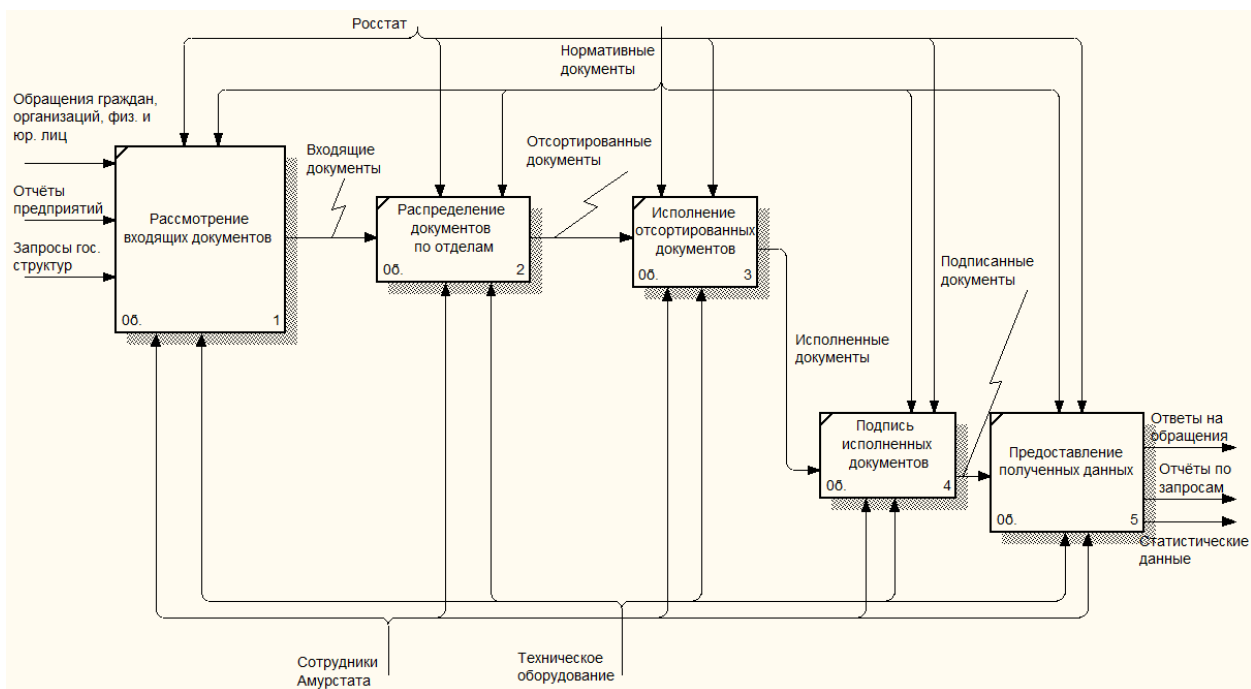 Росстат
Нормативные
документы
Обращения граждан,
организаций, физ. и
юр. лиц
Отчёты
предприятий
Запросы гос.
структур
Рассмотрение
входящих документов
0б.
1
Входящие
документы
Распределение
документов
по отделам
0б.
2
Отсортированные
документы
Исполнение
отсортированных
документов
0б.
3
Исполненные
документы
Подписанные
документы
Подпись
исполненных
документов
0б.
4
Предоставление
полученных данных
0б.
5
Ответы на
обращения
Отчёты по
запросам
Статистические
данные
Сотрудники
Амурстата
Техническое
оборудование